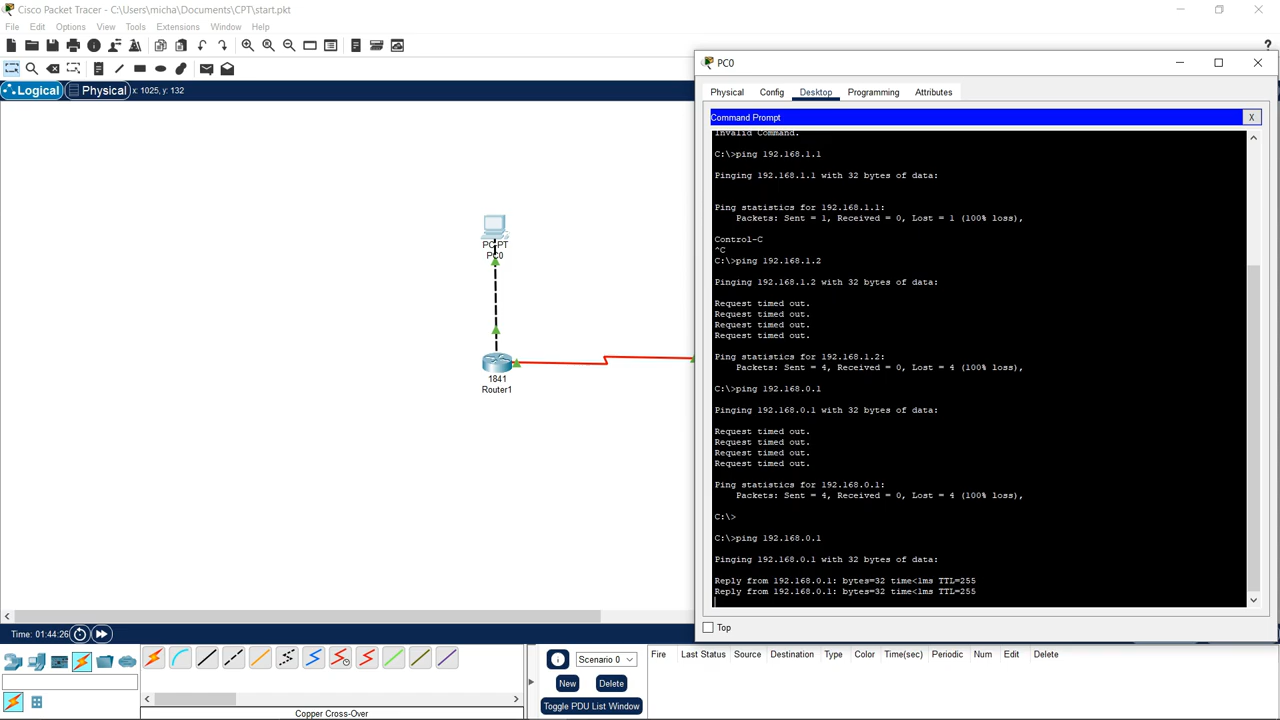 Cisco Packet Tracer - C:\Users\micha\Documents\CPT\start.pkt
File Edit Options View Tools Extensions Window Help
Logical Physical x: 1025, y: 132
PC-PT
PC0
1841
Router1
PC0
Physical Config Desktop Programming Attributes
Command Prompt X
Invalid Command.
C:\>ping 192.168.1.1
Pinging 192.168.1.1 with 32 bytes of data:
Ping statistics for 192.168.1.1:
Packets: Sent = 1, Received = 0, Lost = 1 (100% loss),
Control-C
^C
C:\>ping 192.168.1.2
Pinging 192.168.1.2 with 32 bytes of data:
Request timed out.
Request timed out.
Request timed out.
Request timed out.
Ping statistics for 192.168.1.2:
Packets: Sent = 4, Received = 0, Lost = 4 (100% loss),
C:\>ping 192.168.0.1
Pinging 192.168.0.1 with 32 bytes of data:
Request timed out.
Request timed out.
Request timed out.
Request timed out.
Ping statistics for 192.168.0.1:
Packets: Sent = 4, Received = 0, Lost = 4 (100% loss),
C:\>
C:\>ping 192.168.0.1
Pinging 192.168.0.1 with 32 bytes of data:
Reply from 192.168.0.1: bytes=32 time<1ms TTL=255
Reply from 192.168.0.1: bytes=32 time<1ms TTL=255
Top
Time: 01:44:26
Scenario 0
New Delete
Toggle PDU List Window
Fire Last Status Source Destination Type Color Time(sec) Periodic Num Edit Delete
Copper Cross-Over